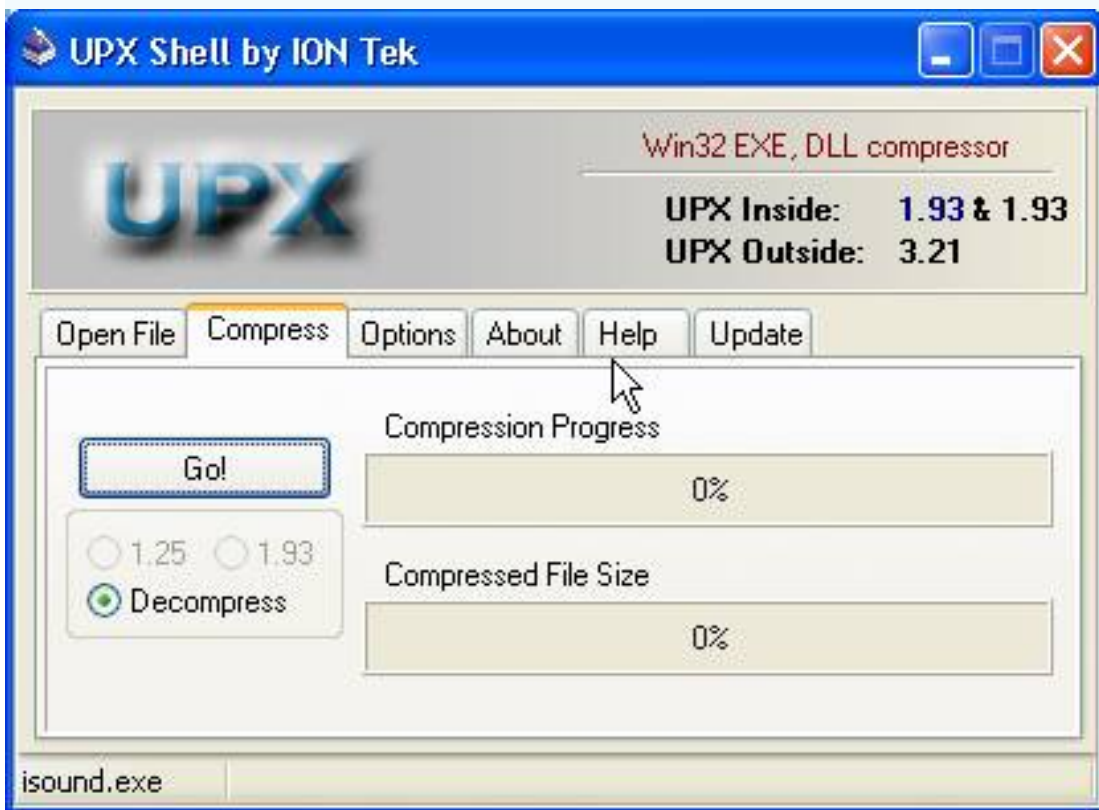 UPX Shell by ION Tek
UPX
Win32 EXE, DLL compressor
UPX Inside: 1.93 & 1.93
UPX Outside: 3.21
Open File Compress Options About Help Update
Compression Progress
Go!
0%
1.25 1.93
Compressed File Size
Decompress
0%
isound.exe